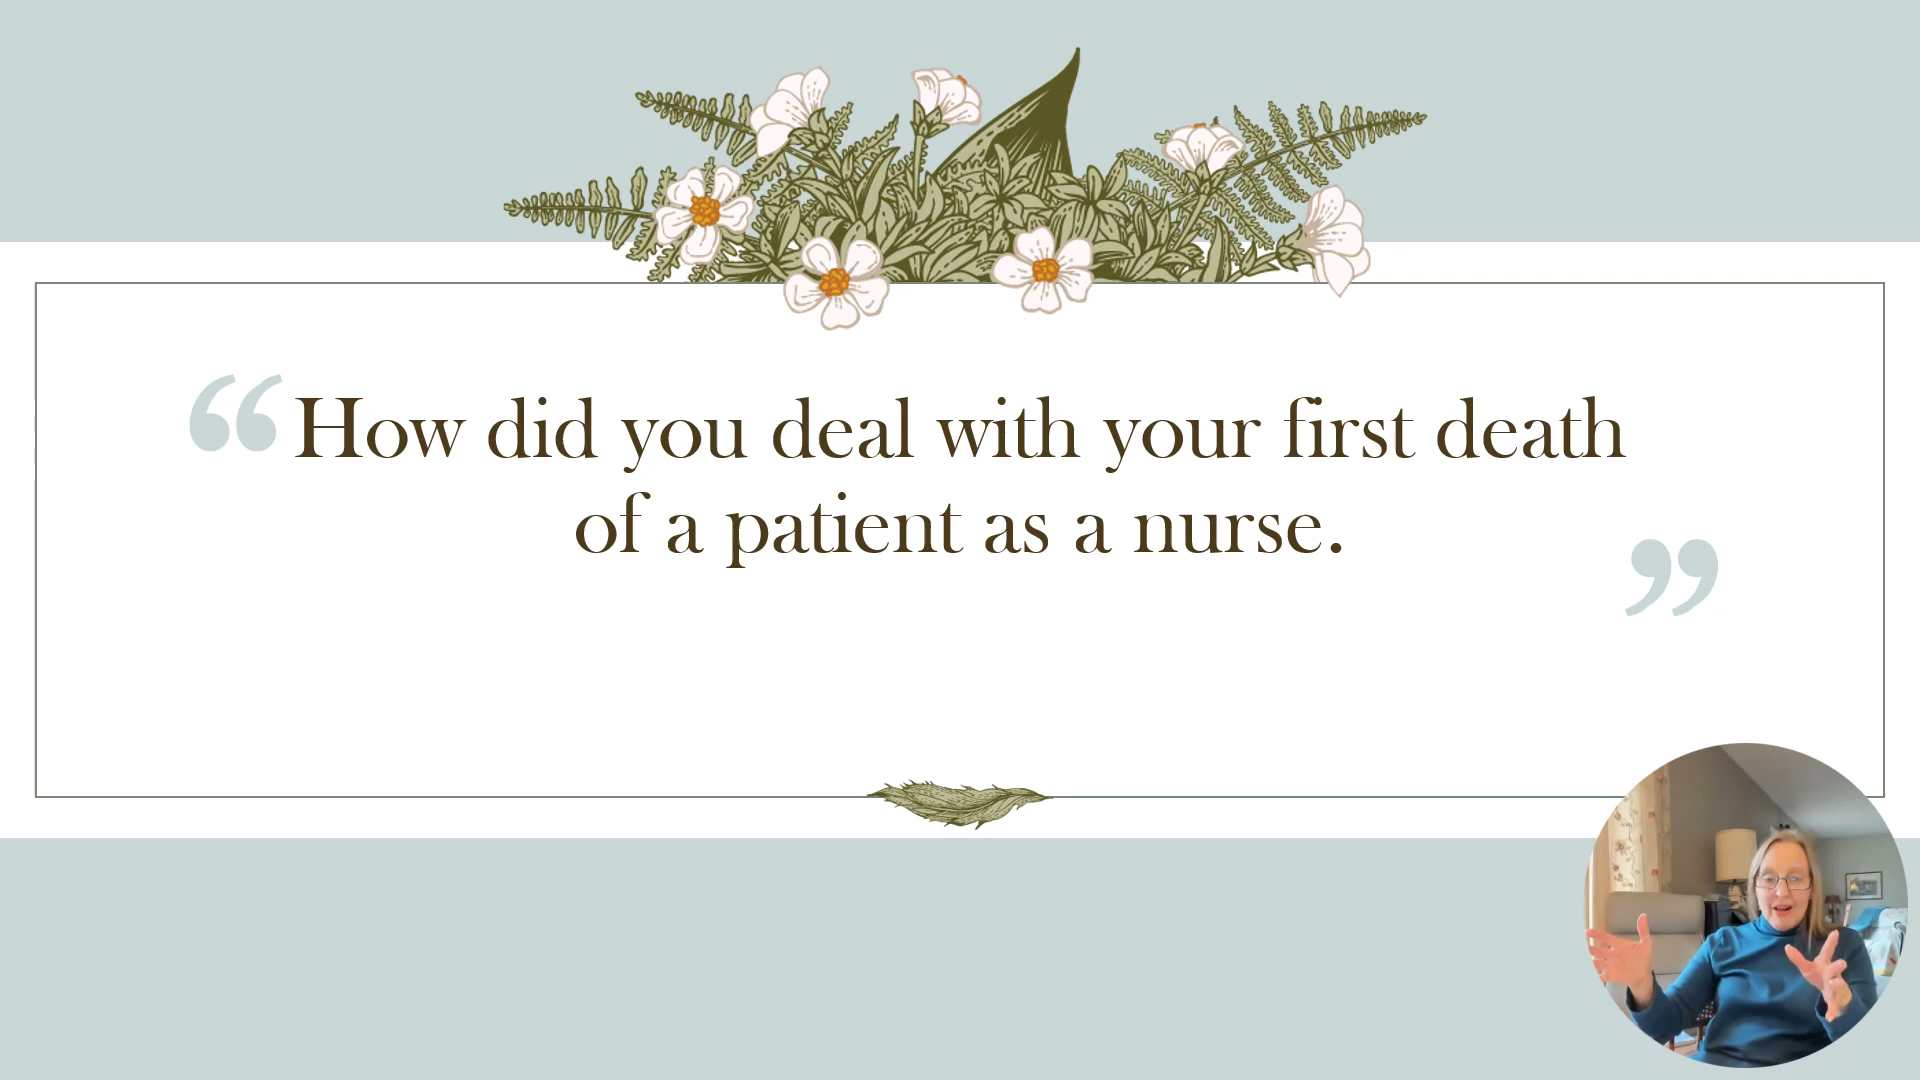 “How did you deal with your first death
of a patient as a nurse.”